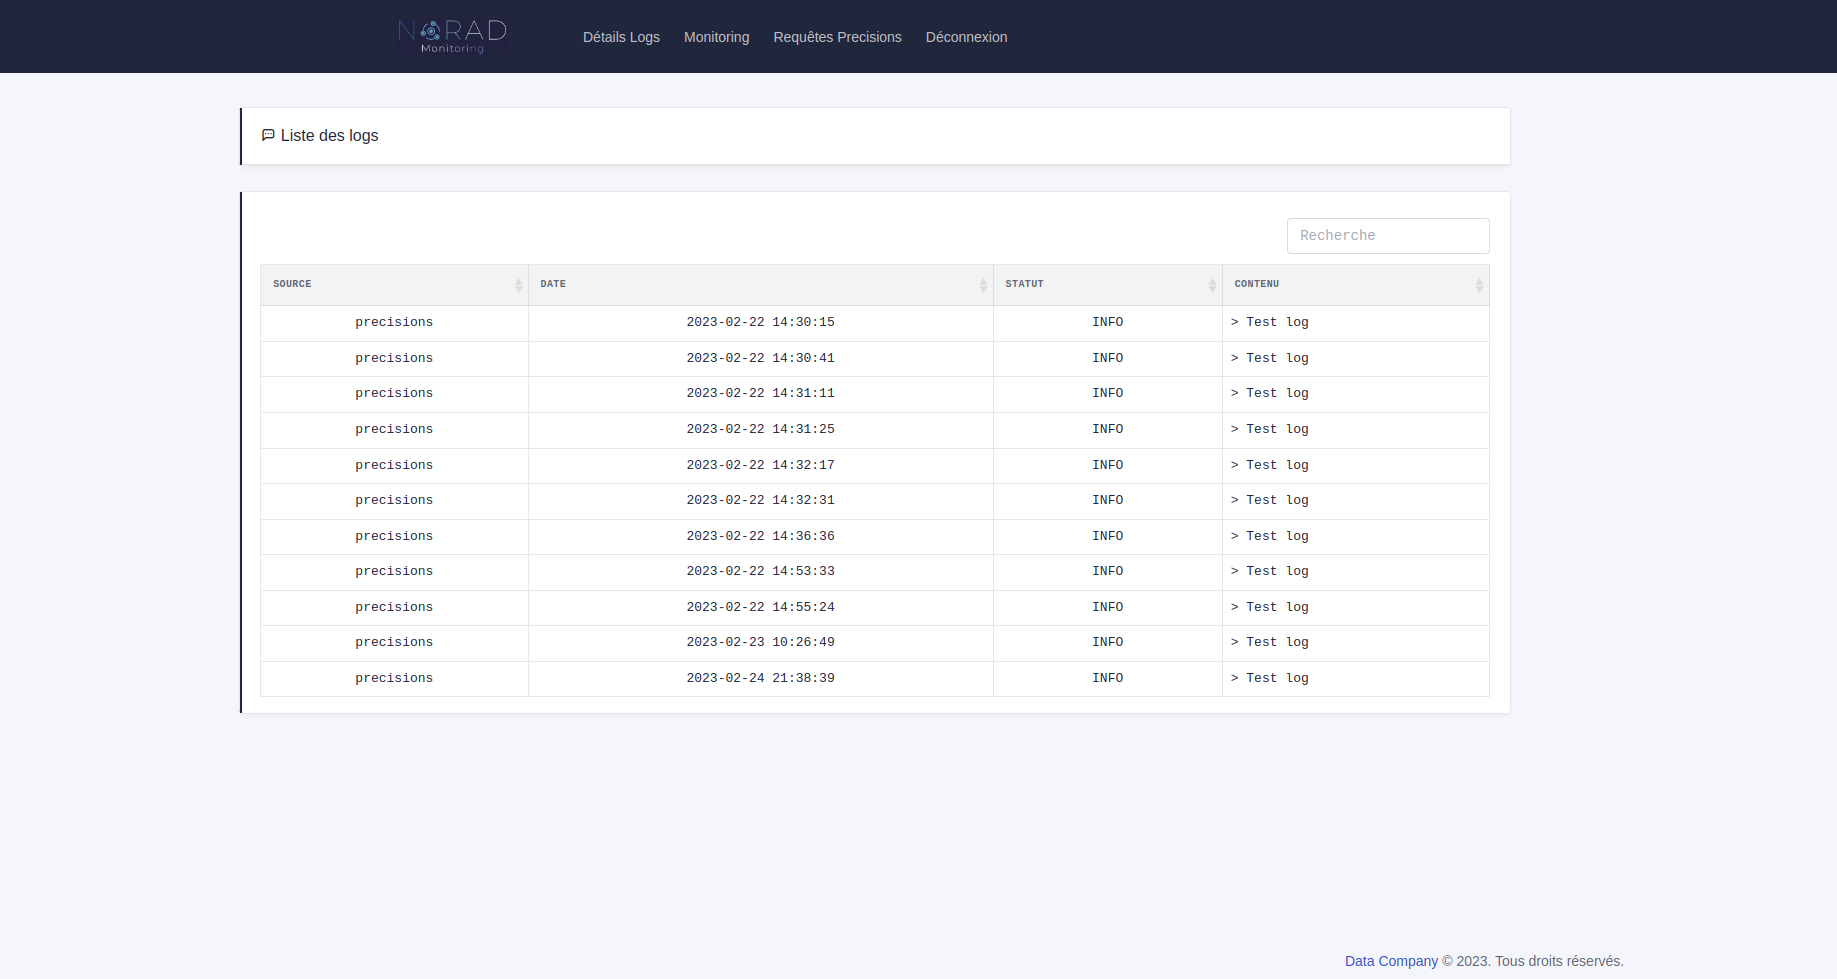 NORAD
Monitoring
Détails Logs Monitoring Requêtes Precisions Déconnexion
Liste des logs
Recherche
SOURCE DATE STATUT CONTENU
precisions 2023-02-22 14:30:15 INFO > Test log
precisions 2023-02-22 14:30:41 INFO > Test log
precisions 2023-02-22 14:31:11 INFO > Test log
precisions 2023-02-22 14:31:25 INFO > Test log
precisions 2023-02-22 14:32:17 INFO > Test log
precisions 2023-02-22 14:32:31 INFO > Test log
precisions 2023-02-22 14:36:36 INFO > Test log
precisions 2023-02-22 14:53:33 INFO > Test log
precisions 2023-02-22 14:55:24 INFO > Test log
precisions 2023-02-23 10:26:49 INFO > Test log
precisions 2023-02-24 21:38:39 INFO > Test log
Data Company © 2023. Tous droits réservés.